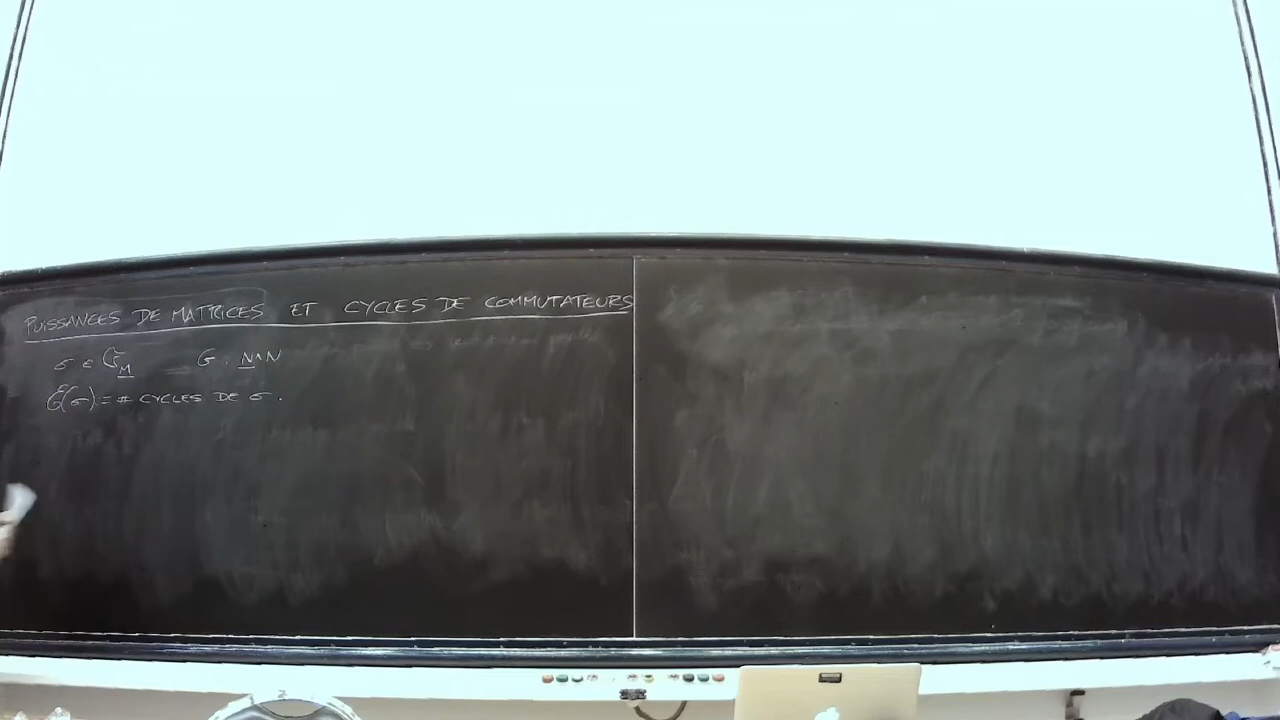 PUISSANCES DE MATRICES ET CYCLES DE COMMUTATEURS
σ ∈ 𝔖_M G. N∧N
𝒞(σ) = # CYCLES DE σ.